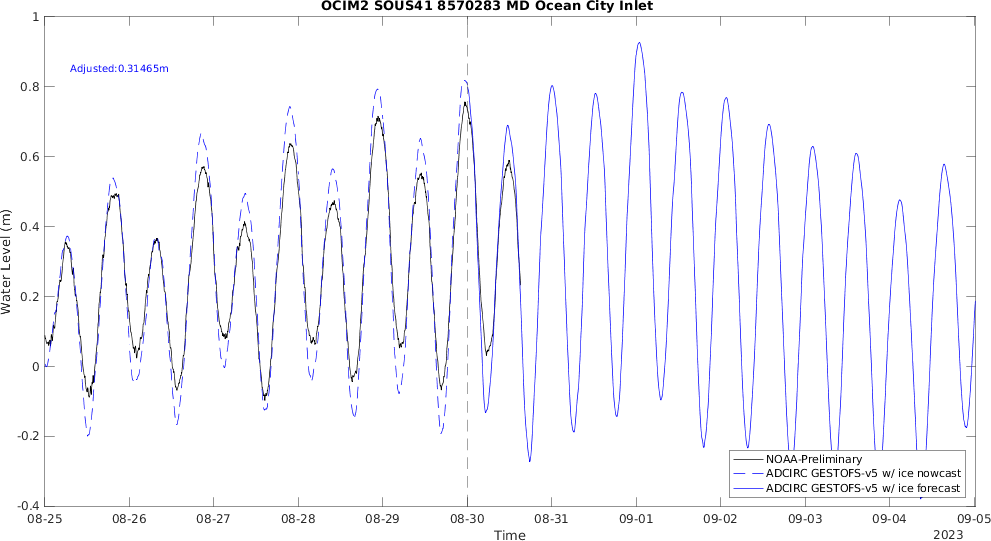 OCIM2 SOUS41 8570283 MD Ocean City Inlet
1
Adjusted:0.31465m
0.8
0.6
0.4
0.2
0
-0.2
-0.4
Water Level (m)
NOAA-Preliminary
ADCIRC GESTOFS-v5 w/ ice nowcast
ADCIRC GESTOFS-v5 w/ ice forecast
08-25 08-26 08-27 08-28 08-29 08-30 08-31 09-01 09-02 09-03 09-04 09-05
Time
2023